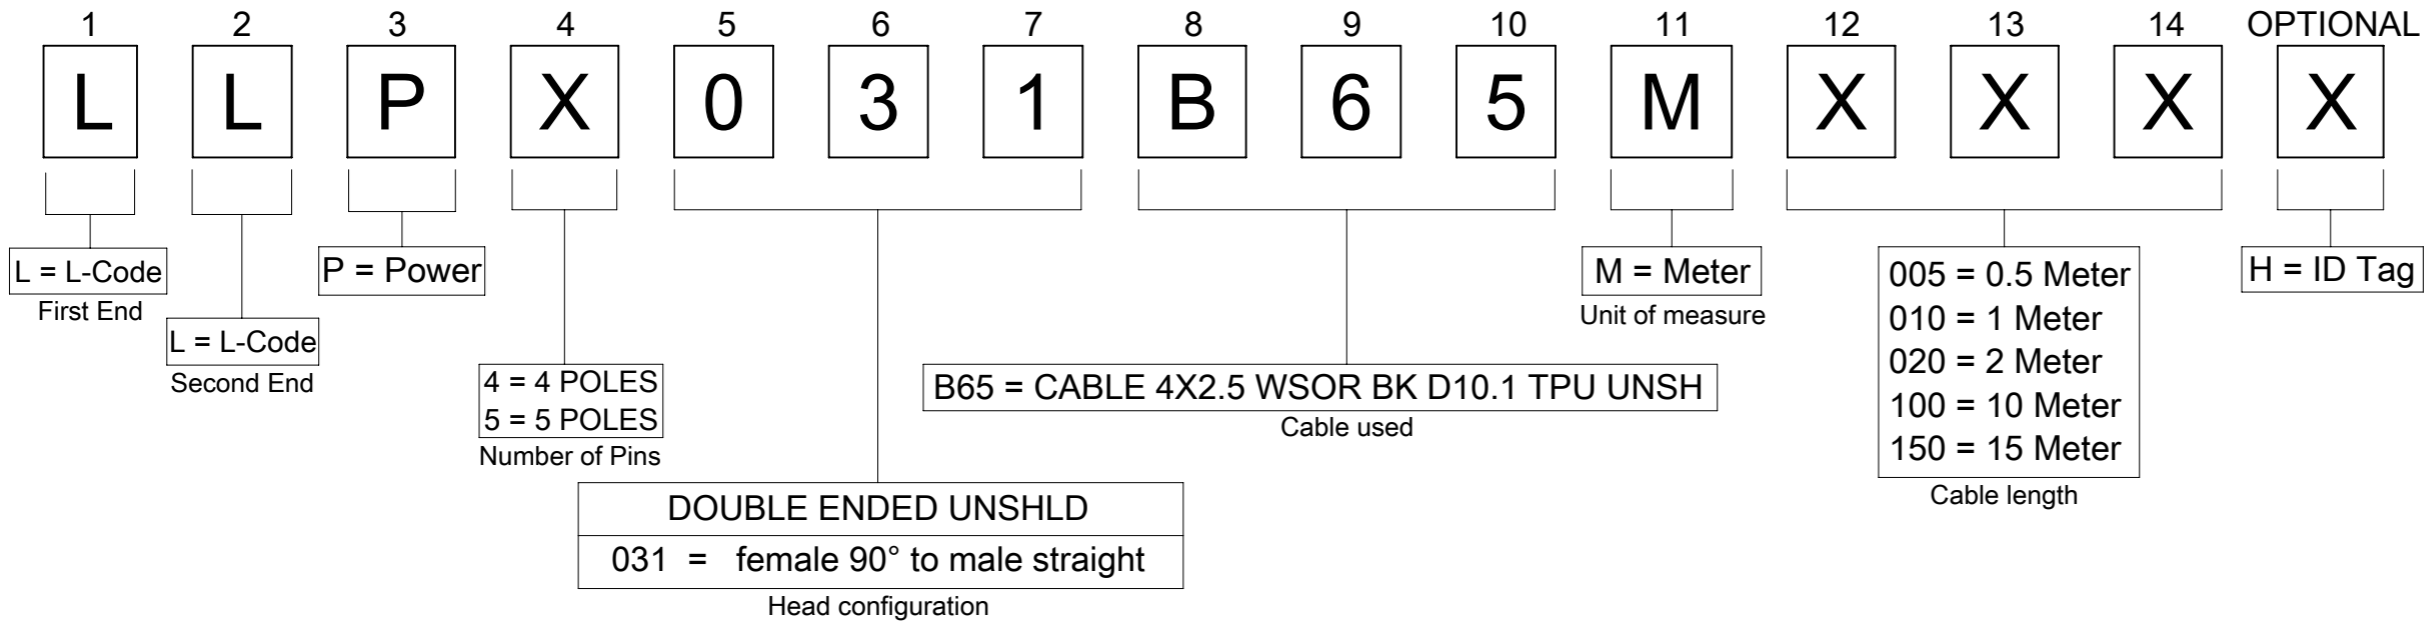 1 2 3 4 5 6 7 8 9 10 11 12 13 14 OPTIONAL
L L P X 0 3 1 B 6 5 M X X X X
L = L-Code
First End
L = L-Code
Second End
P = Power
4 = 4 POLES
5 = 5 POLES
Number of Pins
DOUBLE ENDED UNSHLD
031 = female 90° to male straight
Head configuration
B65 = CABLE 4X2.5 WSOR BK D10.1 TPU UNSH
Cable used
M = Meter
Unit of measure
005 = 0.5 Meter
010 = 1 Meter
020 = 2 Meter
100 = 10 Meter
150 = 15 Meter
Cable length
H = ID Tag